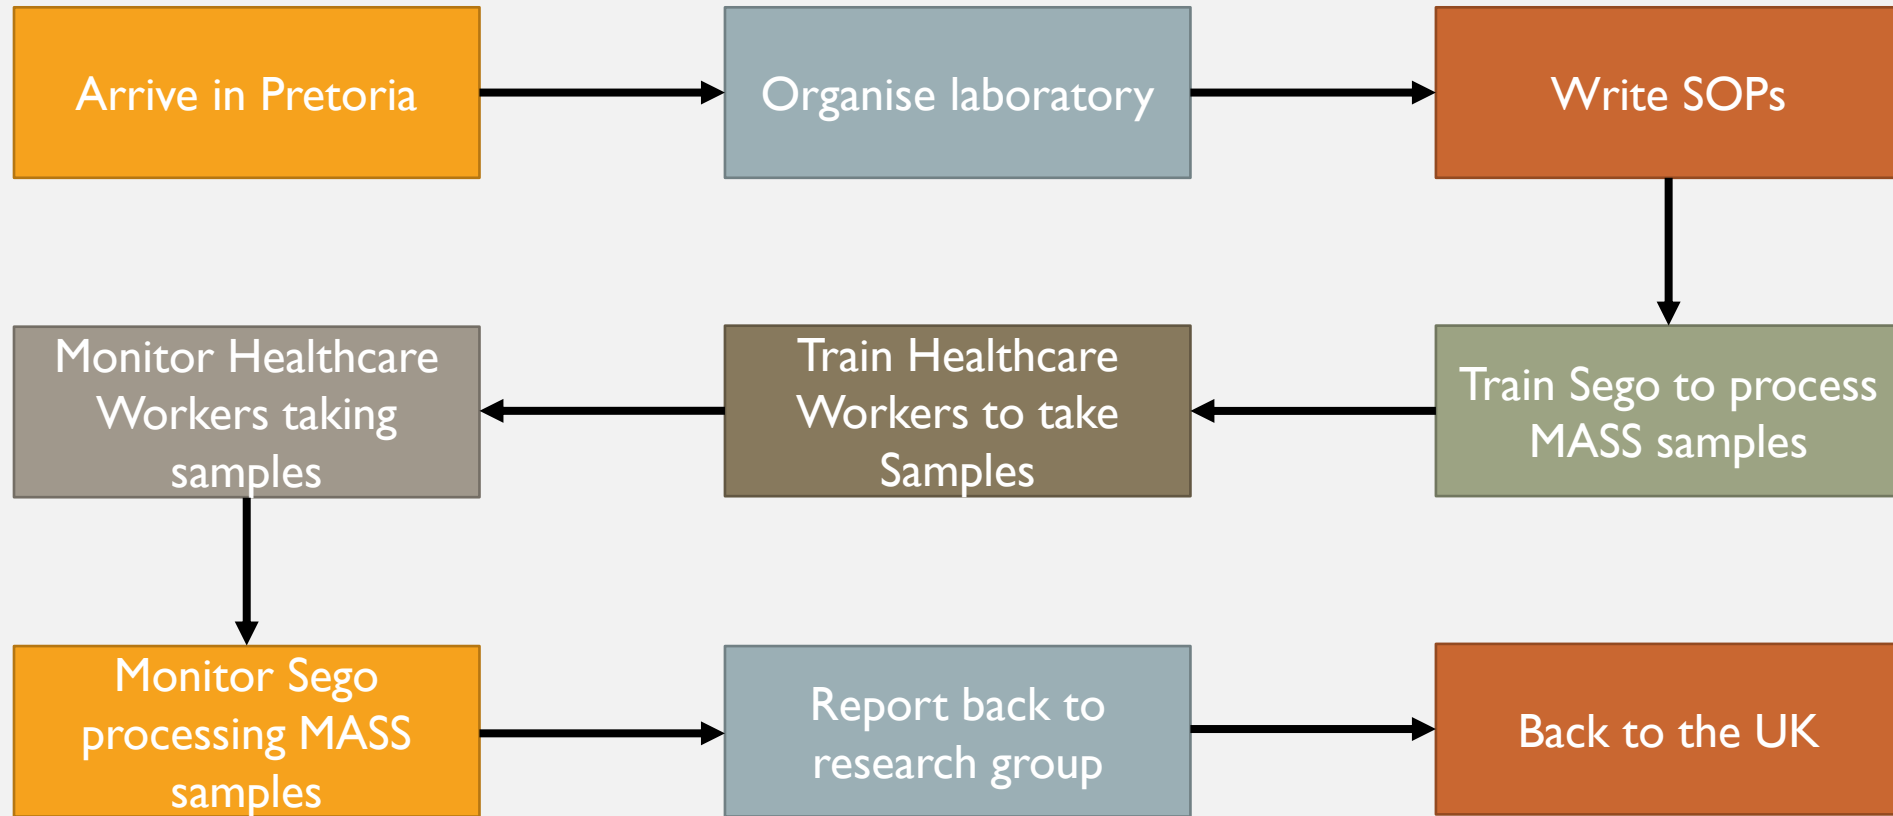 Arrive in Pretoria
Organise laboratory
Write SOPs
Train Sego to process
MASS samples
Train Healthcare
Workers to take
Samples
Monitor Healthcare
Workers taking
samples
Monitor Sego
processing MASS
samples
Report back to
research group
Back to the UK